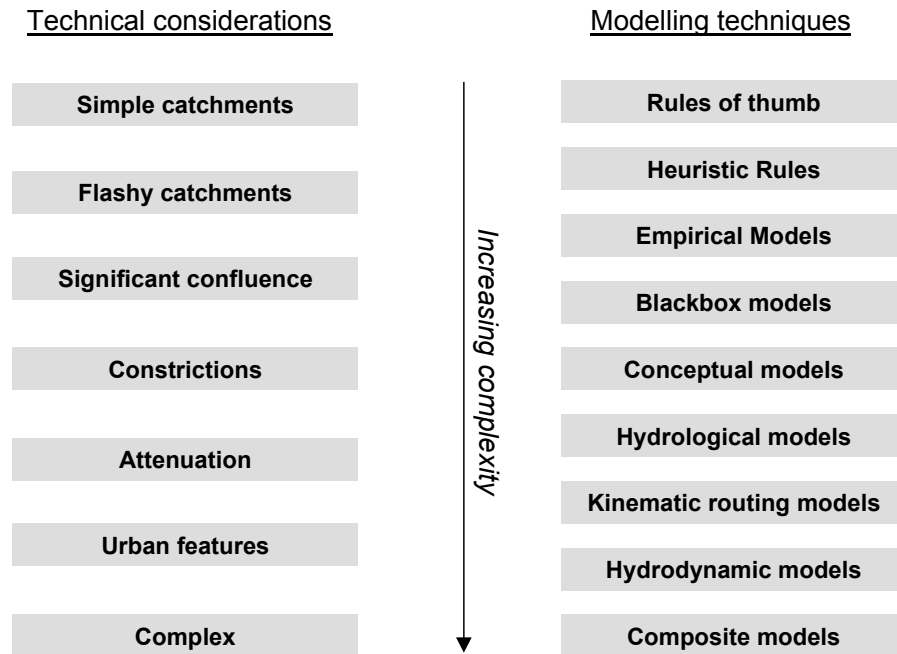 Technical considerations
Simple catchments
Flashy catchments
Significant confluence
Constrictions
Attenuation
Urban features
Complex
Increasing complexity
Modelling techniques
Rules of thumb
Heuristic Rules
Empirical Models
Blackbox models
Conceptual models
Hydrological models
Kinematic routing models
Hydrodynamic models
Composite models